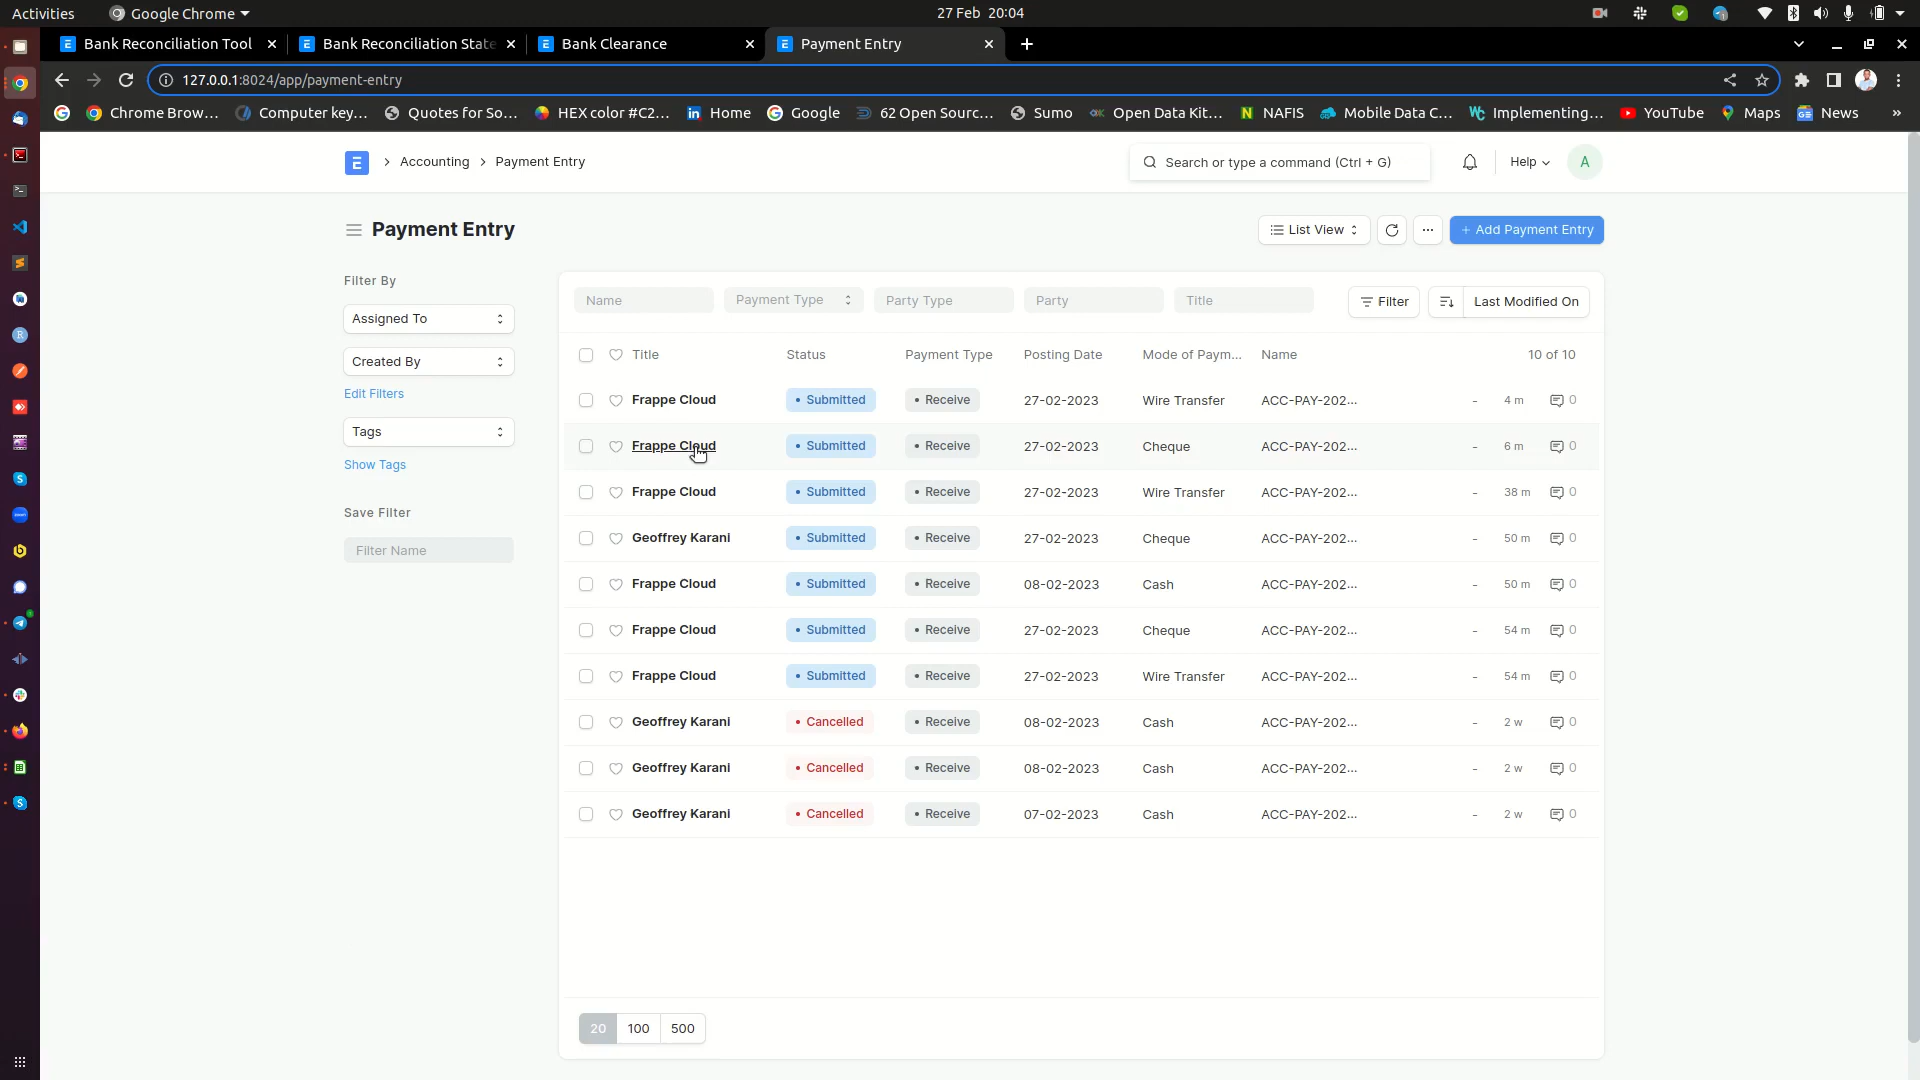 Activities Google Chrome 27 Feb 20:04
Bank Reconciliation Tool Bank Reconciliation State Bank Clearance Payment Entry
127.0.0.1:8024/app/payment-entry
Chrome Brow... Computer key... Quotes for So... HEX color #C2... Home Google 62 Open Sourc... Sumo Open Data Kit... NAFIS Mobile Data C... Implementing... YouTube Maps News »
E Accounting Payment Entry Search or type a command (Ctrl + G) Help A
Payment Entry List View ... + Add Payment Entry
Filter By
Assigned To
Created By
Edit Filters
Tags
Show Tags
Save Filter
Filter Name
Name Payment Type Party Type Party Title Filter Last Modified On
Title Status Payment Type Posting Date Mode of Paym... Name 10 of 10
Frappe Cloud • Submitted • Receive 27-02-2023 Wire Transfer ACC-PAY-202... - 4 m 0
Frappe Cloud • Submitted • Receive 27-02-2023 Cheque ACC-PAY-202... - 6 m 0
Frappe Cloud • Submitted • Receive 27-02-2023 Wire Transfer ACC-PAY-202... - 38 m 0
Geoffrey Karani • Submitted • Receive 27-02-2023 Cheque ACC-PAY-202... - 50 m 0
Frappe Cloud • Submitted • Receive 08-02-2023 Cash ACC-PAY-202... - 50 m 0
Frappe Cloud • Submitted • Receive 27-02-2023 Cheque ACC-PAY-202... - 54 m 0
Frappe Cloud • Submitted • Receive 27-02-2023 Wire Transfer ACC-PAY-202... - 54 m 0
Geoffrey Karani • Cancelled • Receive 08-02-2023 Cash ACC-PAY-202... - 2 w 0
Geoffrey Karani • Cancelled • Receive 08-02-2023 Cash ACC-PAY-202... - 2 w 0
Geoffrey Karani • Cancelled • Receive 07-02-2023 Cash ACC-PAY-202... - 2 w 0
20 100 500